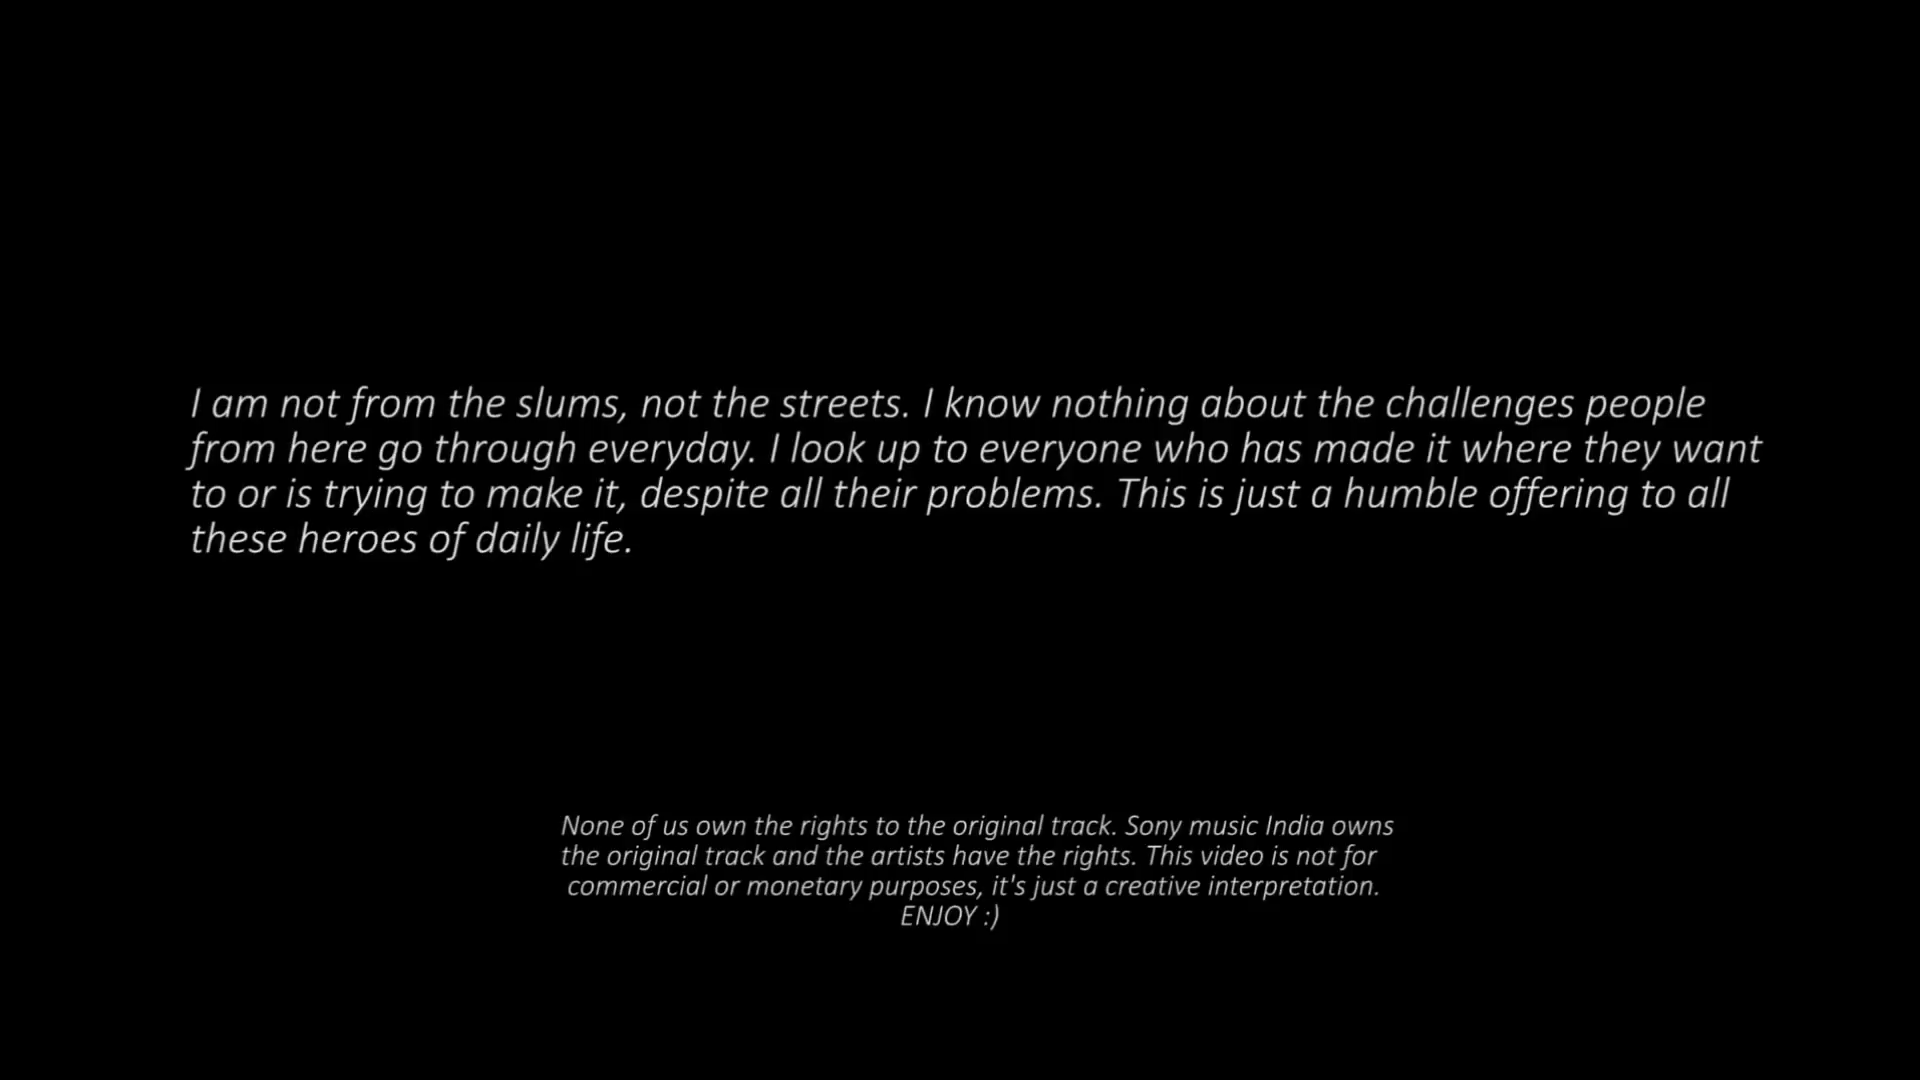 I am not from the slums, not the streets. I know nothing about the challenges people
from here go through everyday. I look up to everyone who has made it where they want
to or is trying to make it, despite all their problems. This is just a humble offering to all
these heroes of daily life.
None of us own the rights to the original track. Sony music India owns
the original track and the artists have the rights. This video is not for
commercial or monetary purposes, it's just a creative interpretation.
ENJOY :)